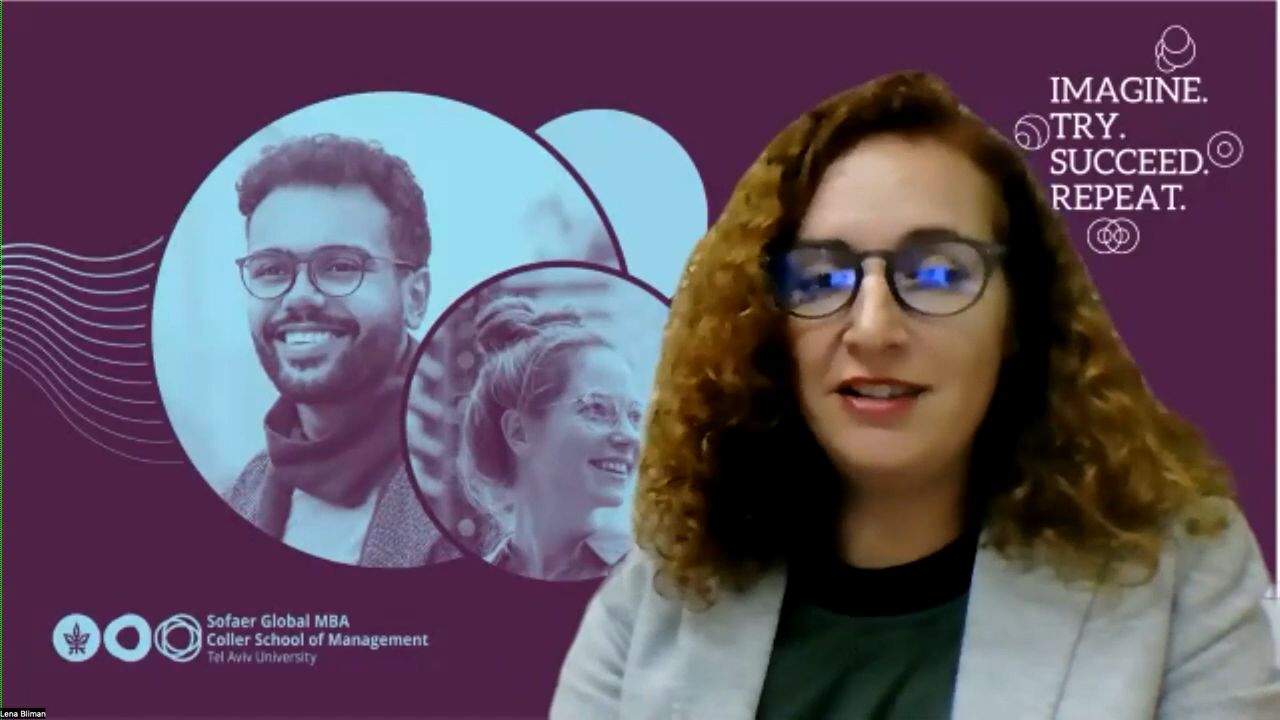 IMAGINE.
TRY.
SUCCEED.
REPEAT.
Sofaer Global MBA
Coller School of Management
Tel Aviv University
Lena Bliman